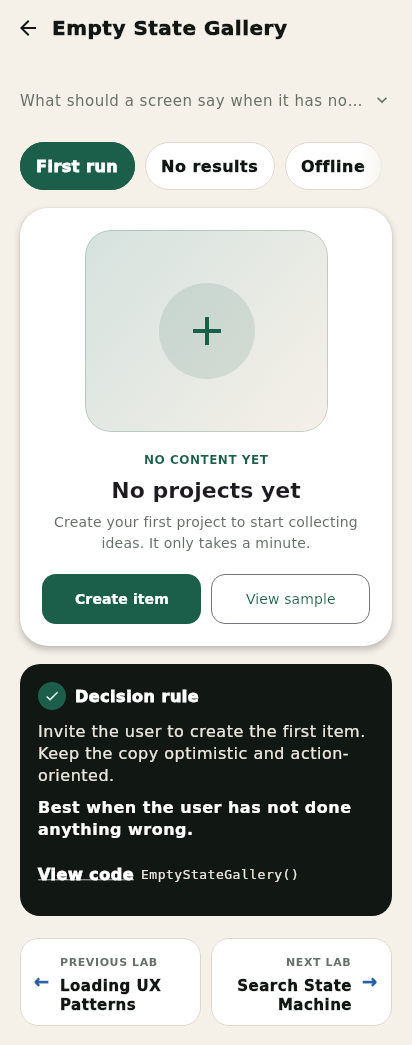 Empty State Gallery
What should a screen say when it has no...
First run
No results
Offline
NO CONTENT YET
No projects yet
Create your first project to start collecting
ideas. It only takes a minute.
Create item
View sample
Decision rule
Invite the user to create the first item.
Keep the copy optimistic and action-
oriented.
Best when the user has not done
anything wrong.
View code EmptyStateGallery()
PREVIOUS LAB
← Loading UX
Patterns
NEXT LAB
Search State →
Machine